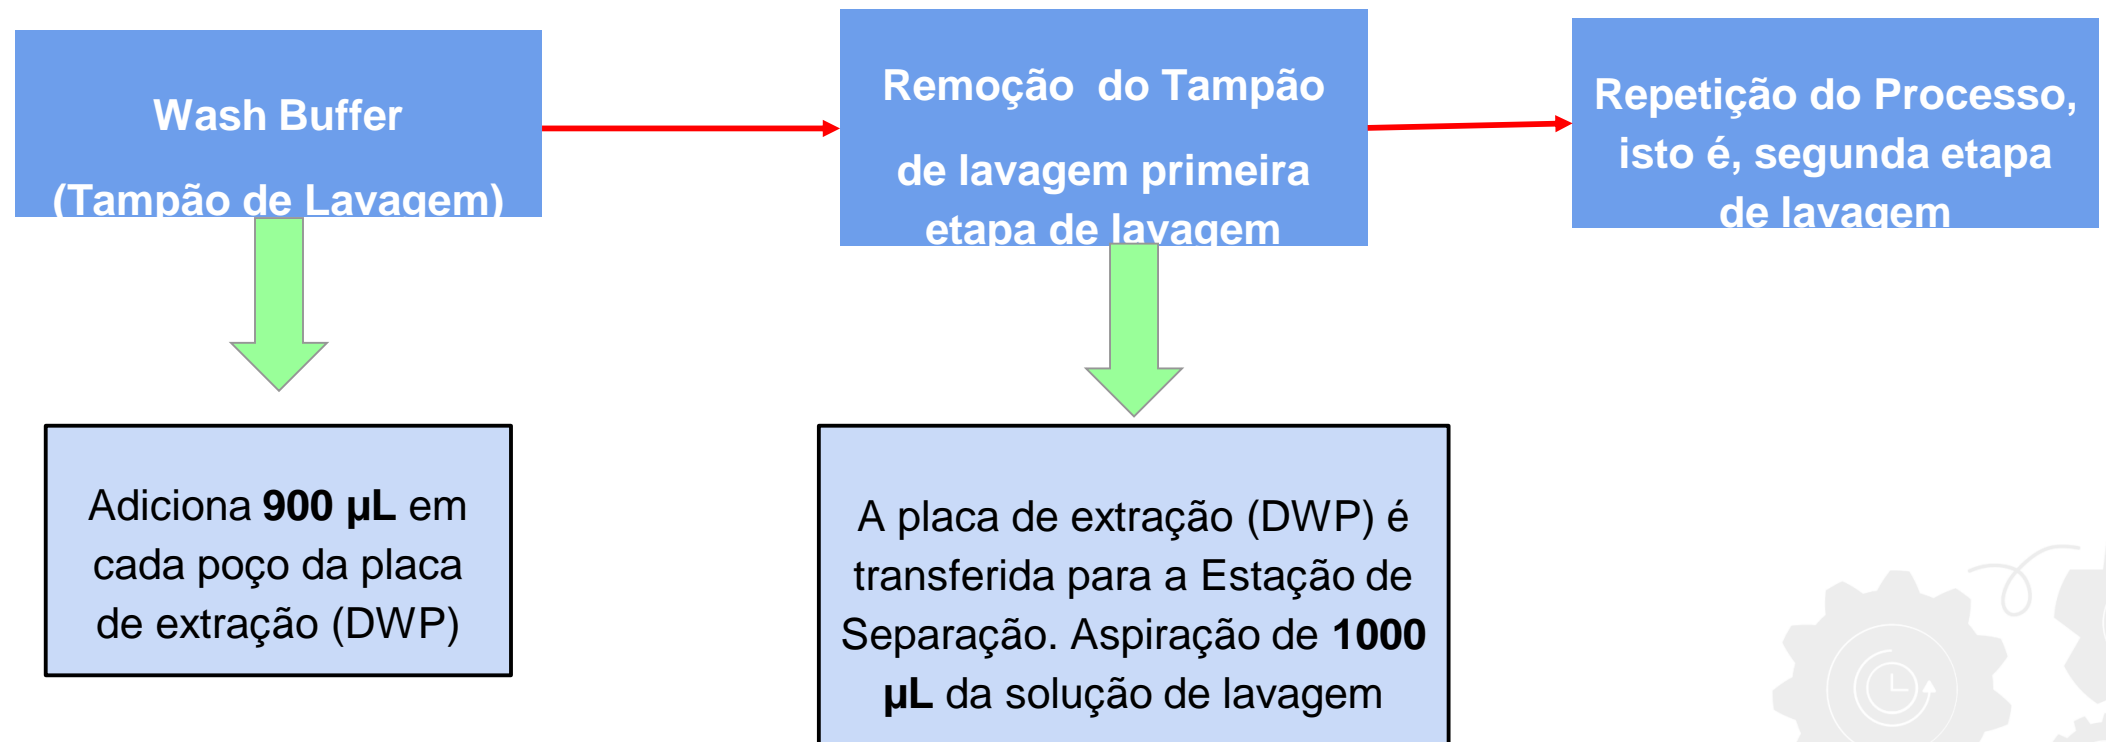 Wash Buffer
(Tampão de Lavagem)
Remoção do Tampão
de lavagem primeira
etapa de lavagem
Repetição do Processo,
isto é, segunda etapa
de lavagem
Adiciona 900 µL em
cada poço da placa
de extração (DWP)
A placa de extração (DWP) é
transferida para a Estação de
Separação. Aspiração de 1000
µL da solução de lavagem